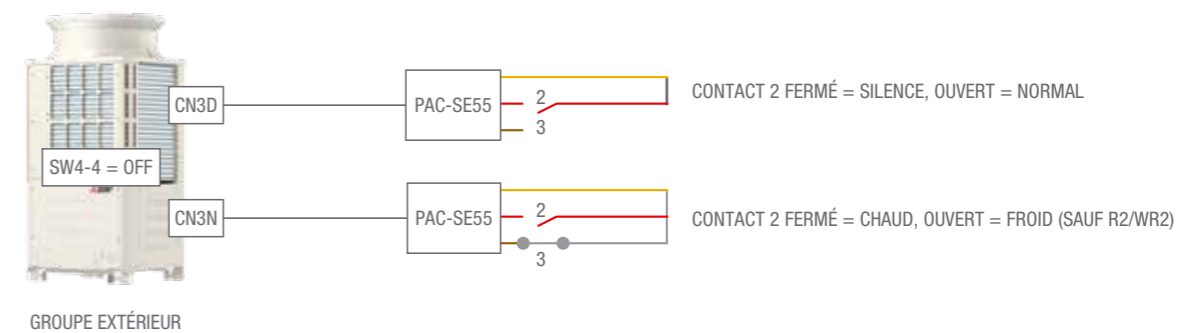 CN3D
PAC-SE55
2
3
CONTACT 2 FERMÉ = SILENCE, OUVERT = NORMAL
SW4-4 = OFF
CN3N
PAC-SE55
2
3
CONTACT 2 FERMÉ = CHAUD, OUVERT = FROID (SAUF R2/WR2)
GROUPE EXTÉRIEUR